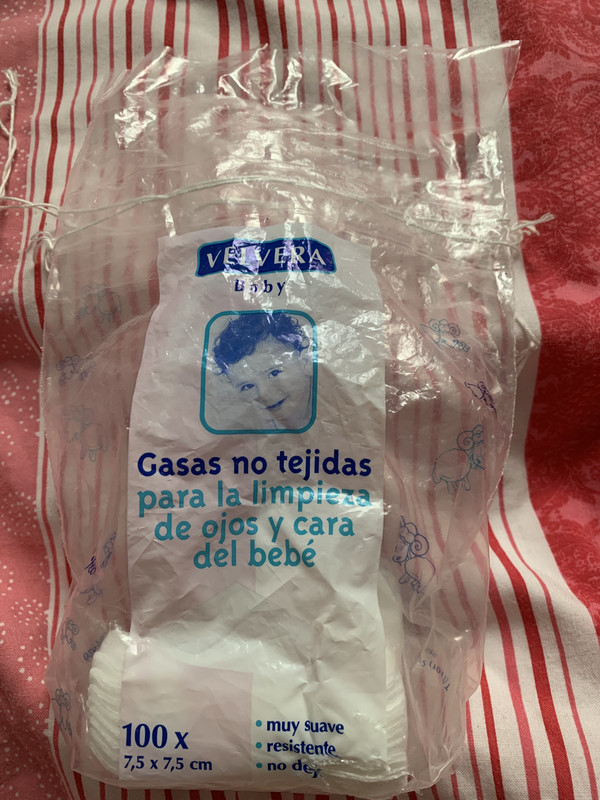 VELVERA
Baby
Gasas no tejidas
para la limpieza
de ojos y cara
del bebé
100 x
7,5 x 7,5 cm
• muy suave
• resistente
• no